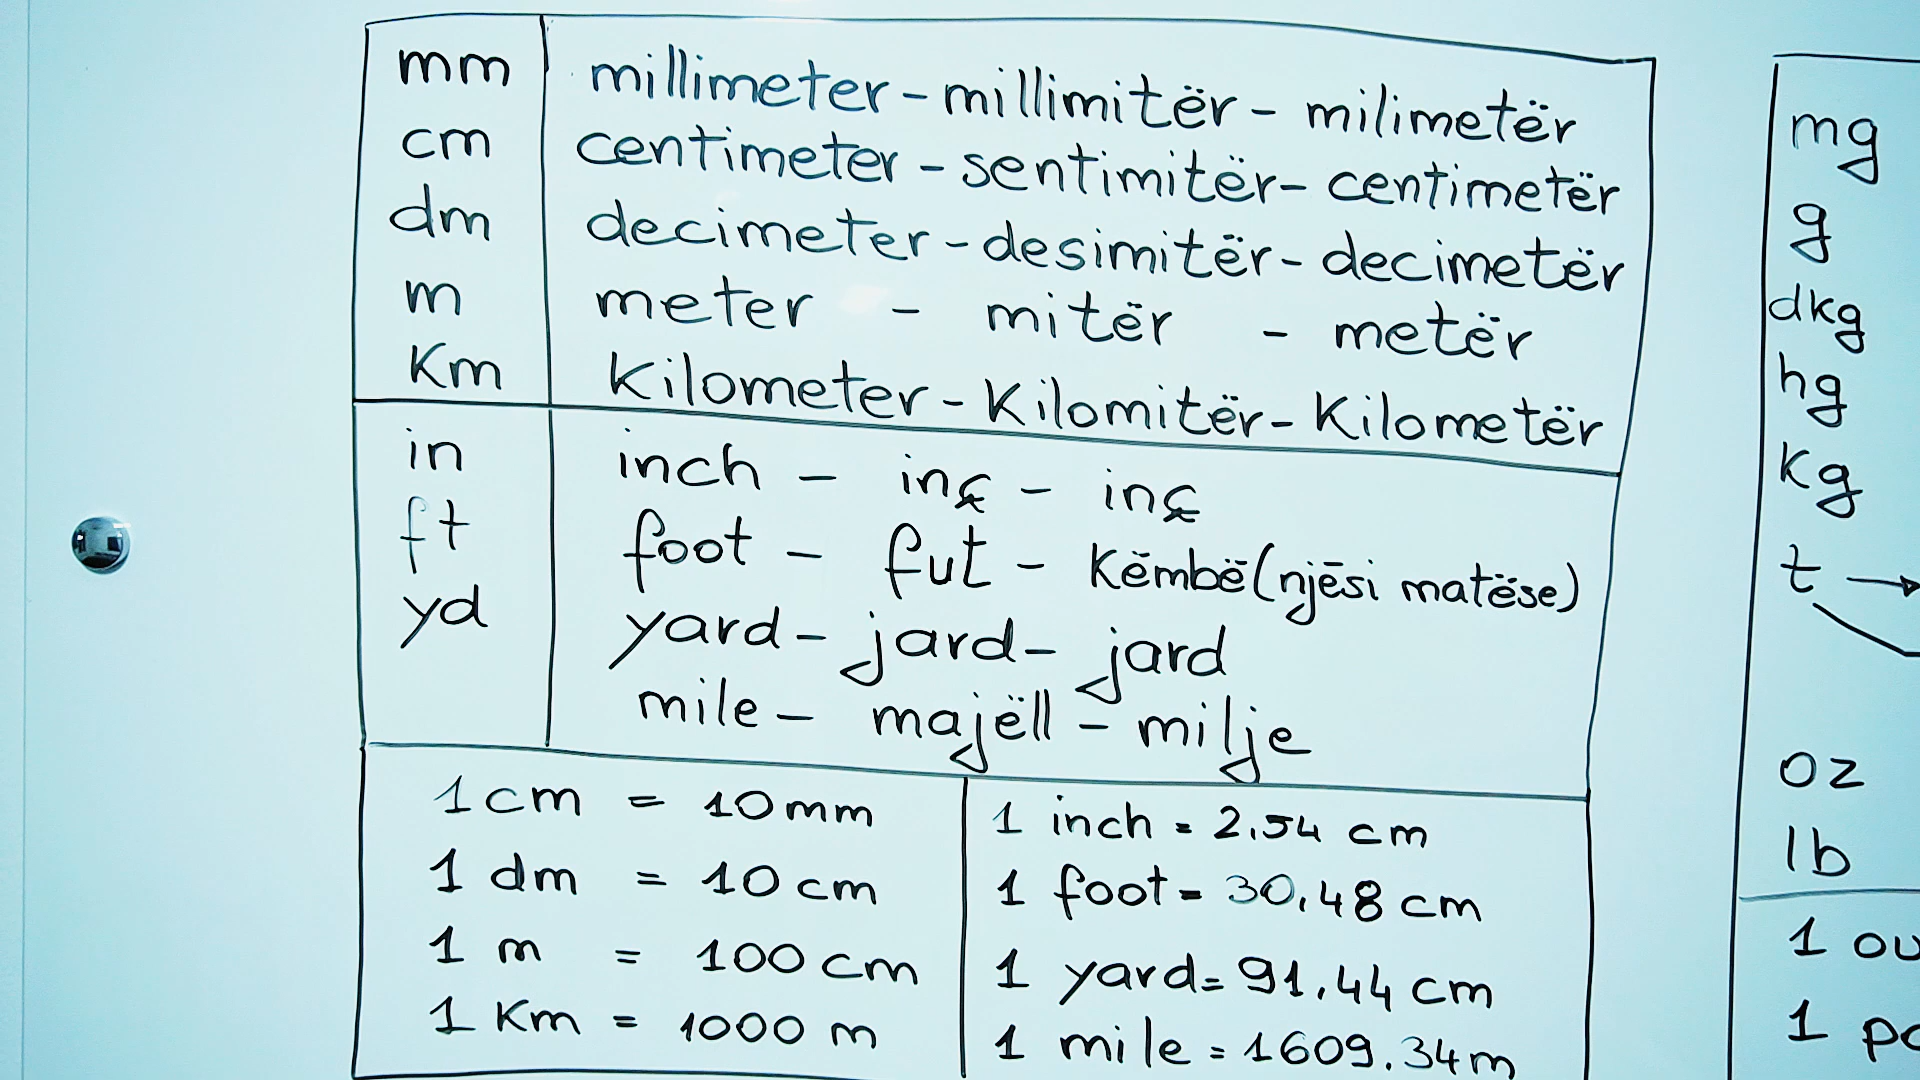 mm millimeter - millimitër - milimetër
cm centimeter - sentimitër - centimetër
dm decimeter - desimitër - decimetër
m meter - mitër - metër
Km Kilometer - Kilomitër - Kilometër
in inch - inç - inç
ft foot - fut - Këmbë (njësi matëse)
yd yard - jard - jard
mile - majëll - milje
1 cm = 10 mm
1 dm = 10 cm
1 m = 100 cm
1 Km = 1000 m
1 inch = 2.54 cm
1 foot = 30.48 cm
1 yard = 91.44 cm
1 mile = 1609.34 m
mg
g
dkg
hg
kg
t →
oz
lb
1 ou
1 po